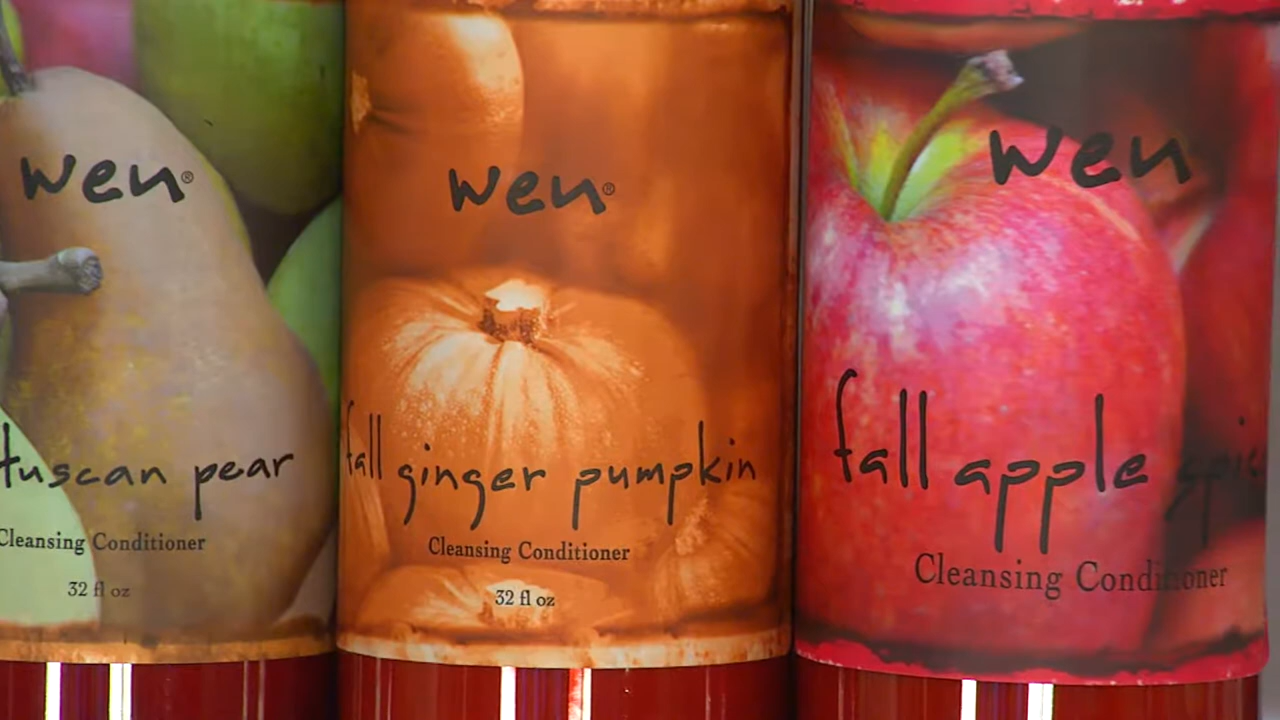 wen®
tuscan pear
Cleansing Conditioner
32 fl oz
wen®
fall ginger pumpkin
Cleansing Conditioner
32 fl oz
wen
fall apple spice
Cleansing Conditioner